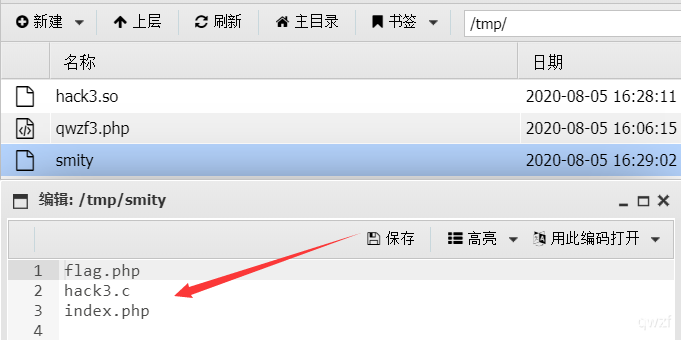 新建 上层 刷新 主目录 书签 /tmp/
名称 日期
hack3.so 2020-08-05 16:28:11
qwzf3.php 2020-08-05 16:06:15
smity 2020-08-05 16:29:02
编辑: /tmp/smity
保存 高亮 用此编码打开
1 flag.php
2 hack3.c
3 index.php
4
qwzf